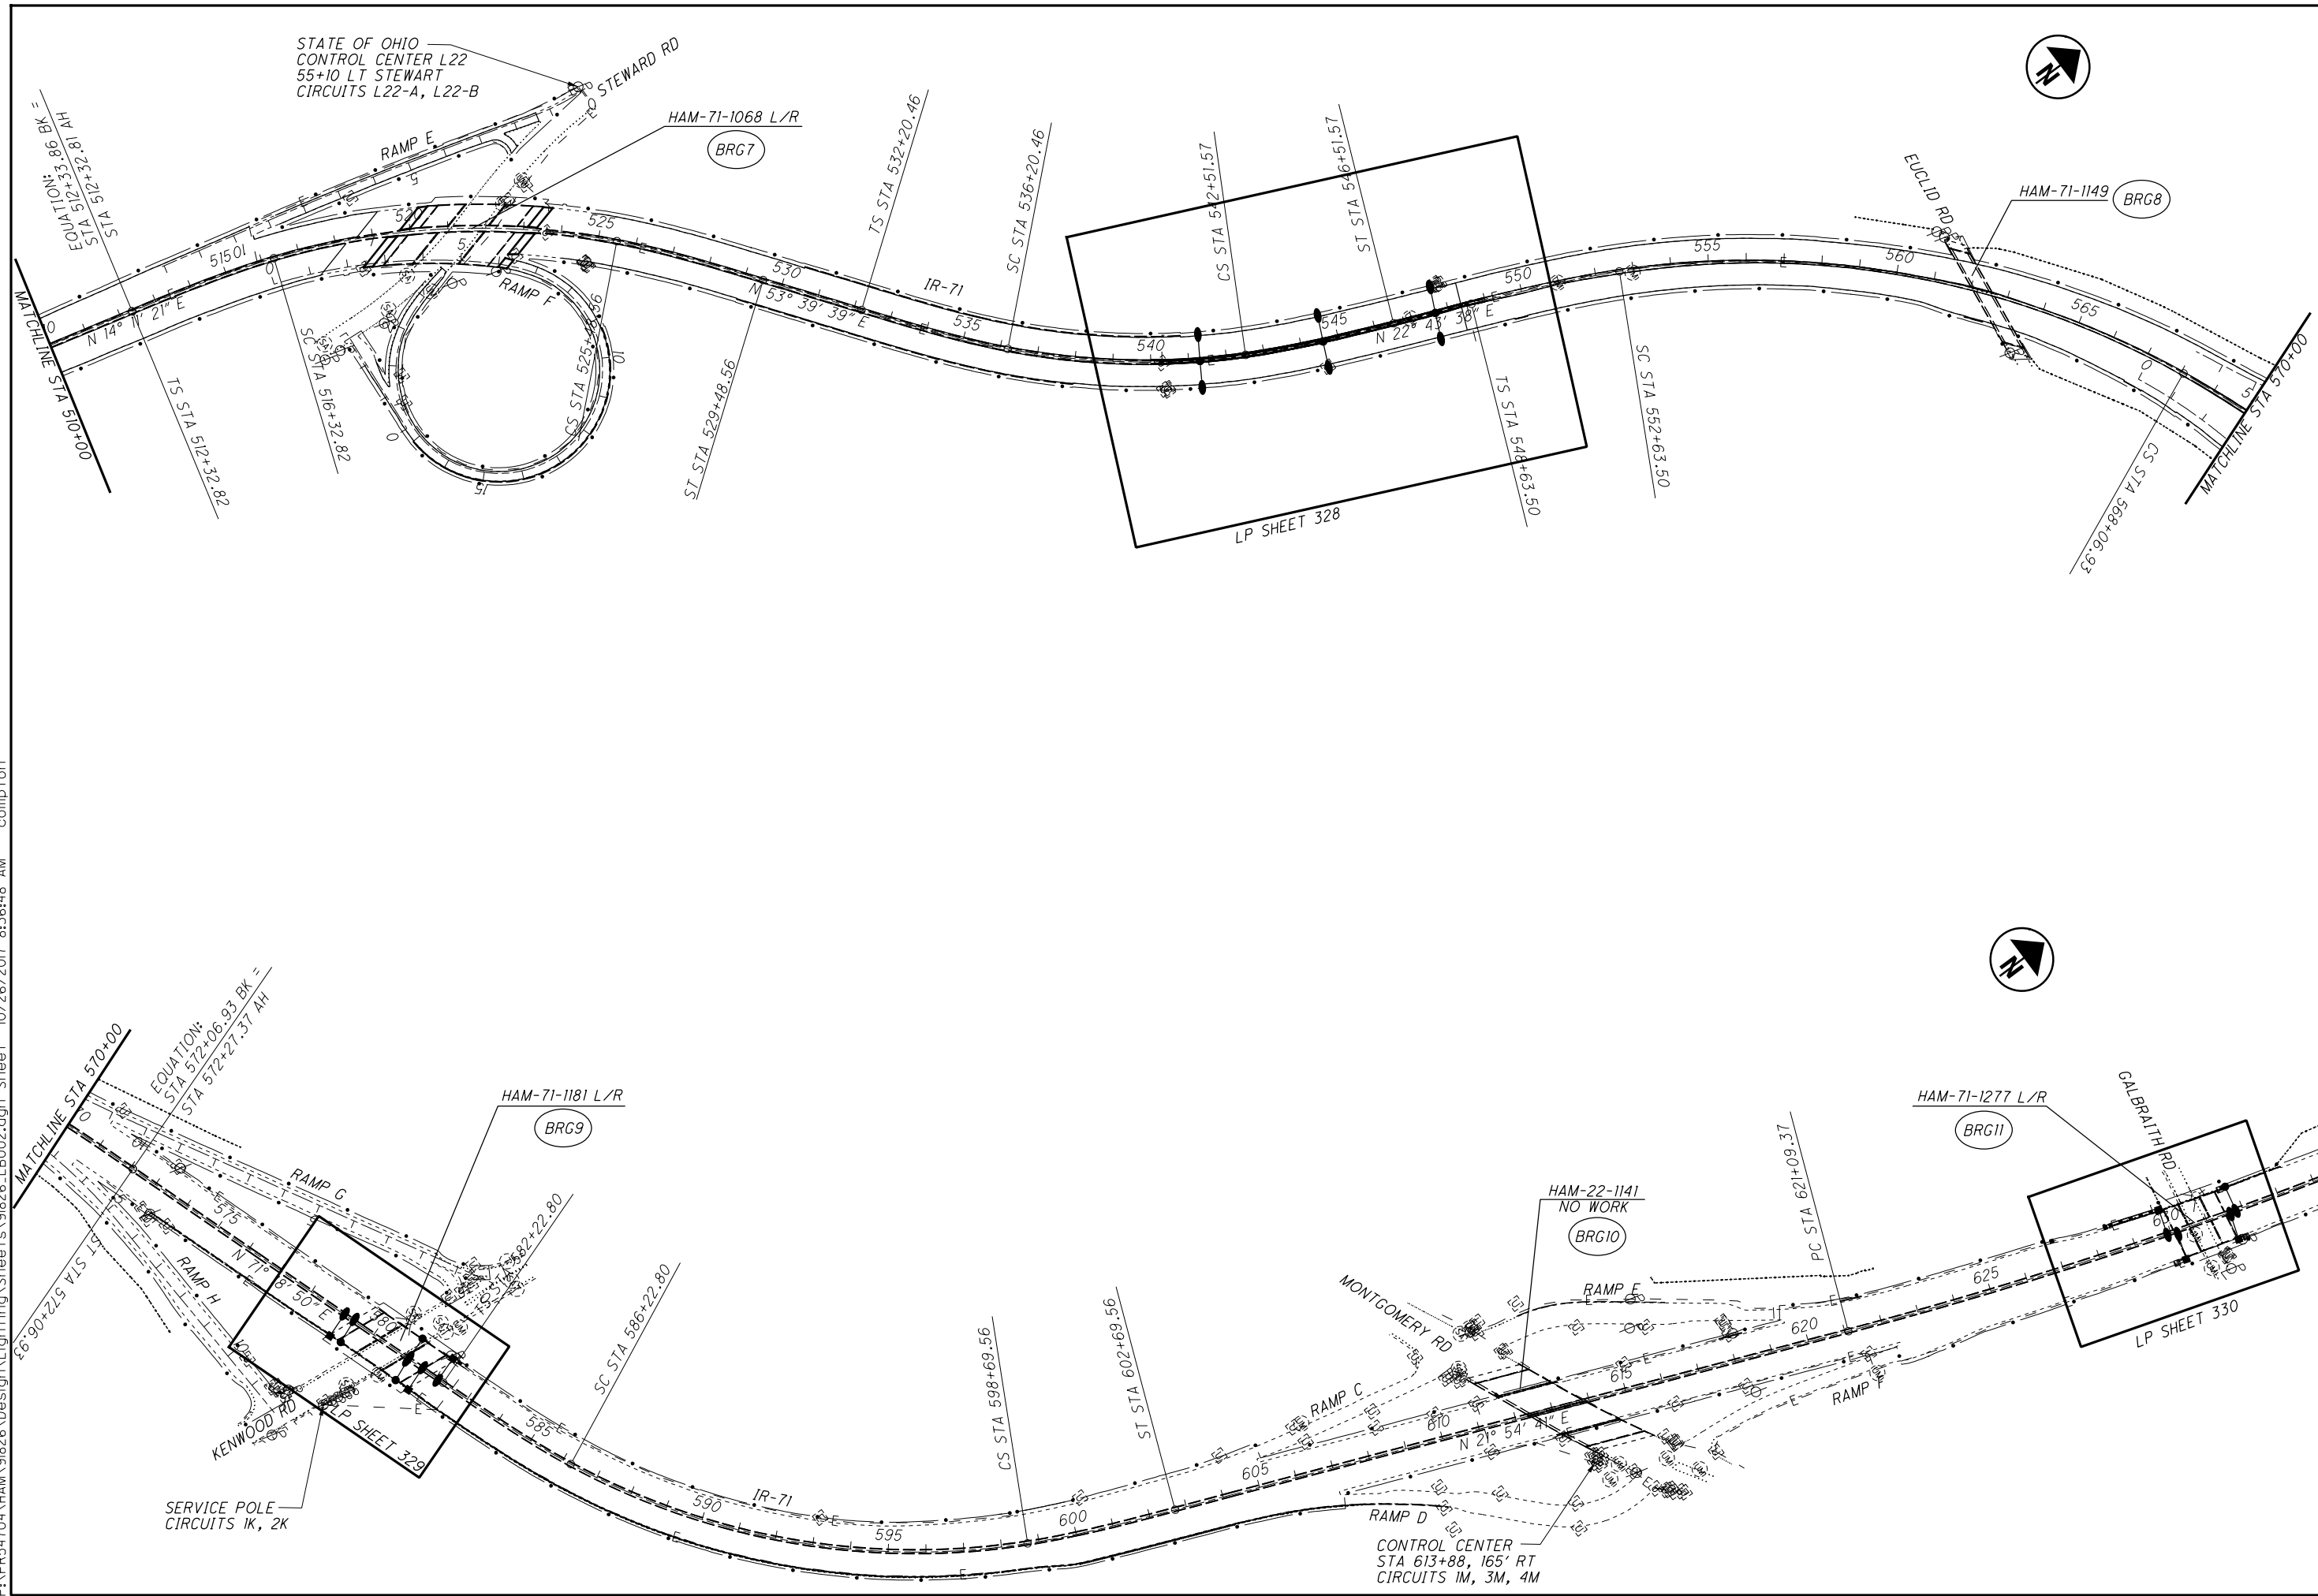 STATE OF OHIO
CONTROL CENTER L22
55+10 LT STEWART
CIRCUITS L22-A, L22-B
STEWARD RD
HAM-71-1068 L/R
BRG7
RAMP E
EQUATION:
STA 512+33.86 BK =
STA 512+32.81 AH
MATCHLINE STA 510+00
N 14° 11' 21" E
515
TS STA 512+32.82
SC STA 516+32.82
RAMP F
5
10
15
0
525
ST STA 529+48.56
530
N 53° 39' 39" E
TS STA 532+20.46
IR-71
535
SC STA 536+20.46
540
CS STA 542+51.57
545
ST STA 546+51.57
N 22° 43' 38" E
TS STA 548+63.50
550
LP SHEET 328
SC STA 552+63.50
555
560
EUCLID RD
HAM-71-1149
BRG8
565
CS STA 568+06.93
MATCHLINE STA 570+00
N
MATCHLINE STA 570+00
EQUATION:
STA 572+06.93 BK =
STA 572+27.37 AH
ST STA 572+06.93
HAM-71-1181 L/R
BRG9
RAMP G
575
RAMP H
580
KENWOOD RD
LP SHEET 329
SERVICE POLE
CIRCUITS 1K, 2K
585
SC STA 586+22.80
590
IR-71
595
CS STA 598+69.56
600
ST STA 602+69.56
605
RAMP C
610
N 21° 54' 41" E
RAMP D
CONTROL CENTER
STA 613+88, 165' RT
CIRCUITS 1M, 3M, 4M
MONTGOMERY RD
HAM-22-1141
NO WORK
BRG10
RAMP E
615
620
PC STA 621+09.37
RAMP F
625
HAM-71-1277 L/R
BRG11
GALBRAITH RD
630
LP SHEET 330
N